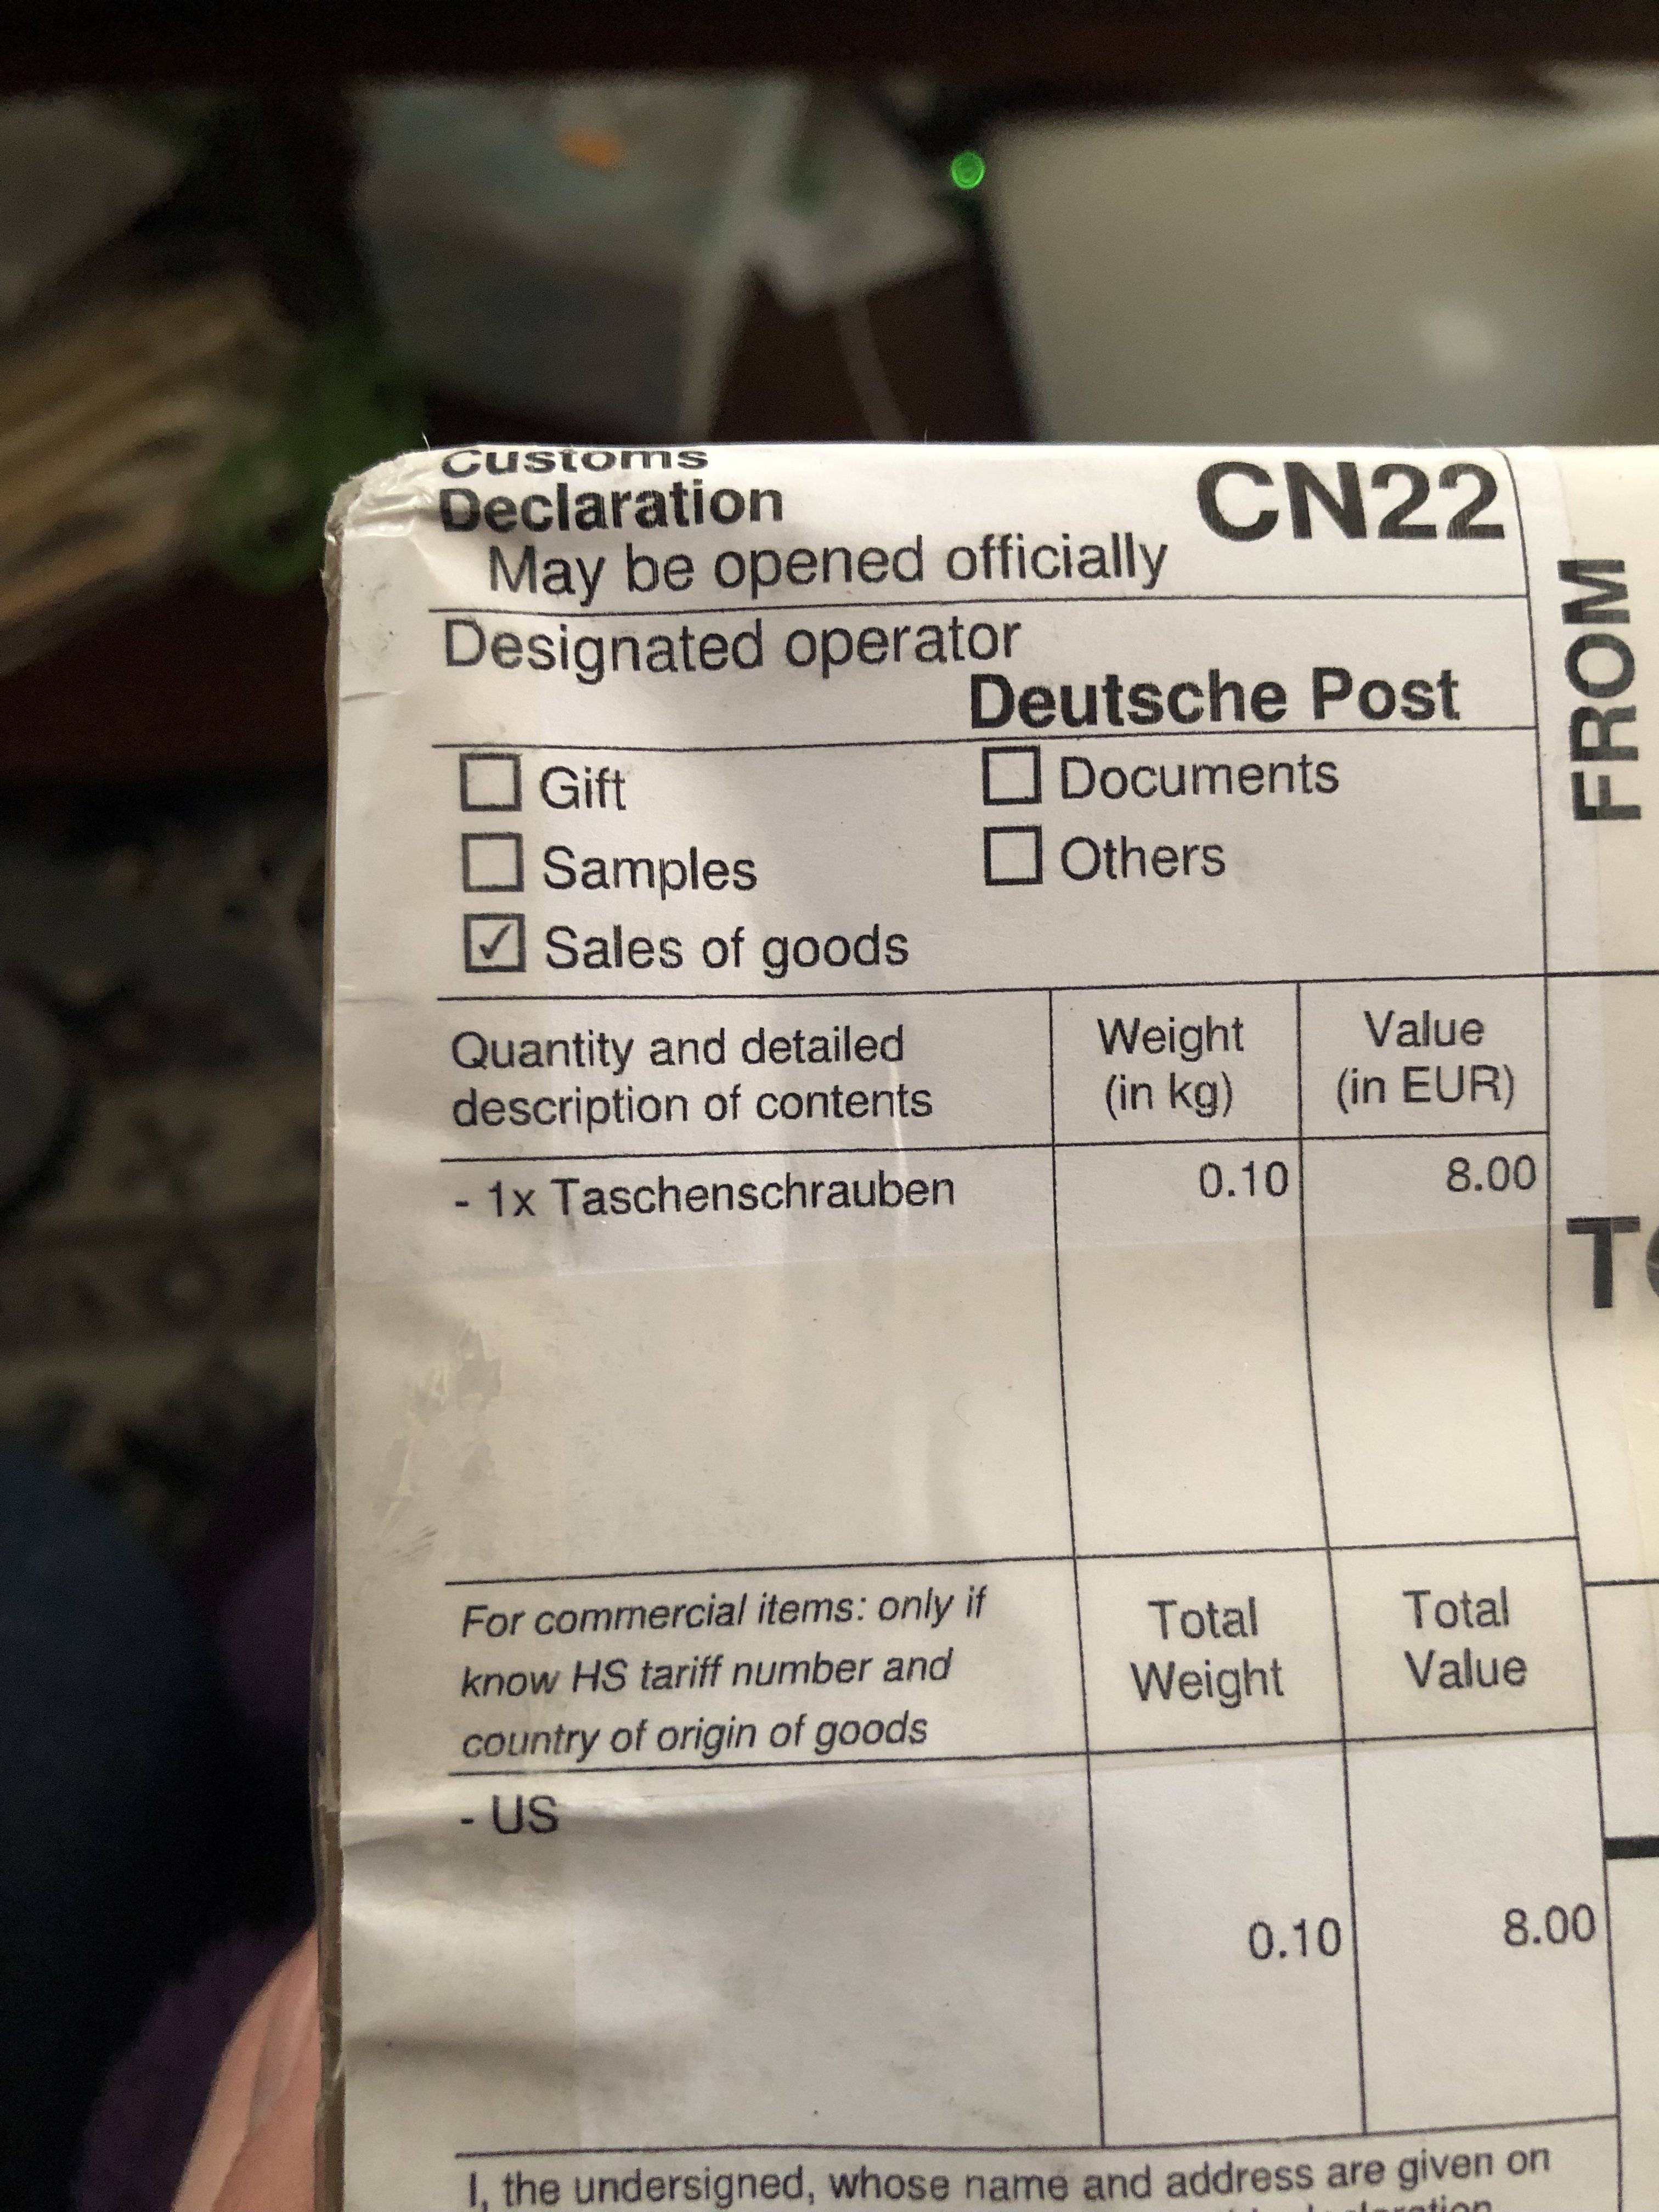 Customs
Declaration
CN22
May be opened officially
Designated operator
Deutsche Post
Gift
Documents
Samples
Others
Sales of goods
Quantity and detailed
description of contents
Weight
(in kg)
Value
(in EUR)
- 1x Taschenschrauben
0.10
8.00
For commercial items: only if
know HS tariff number and
country of origin of goods
Total
Weight
Total
Value
- US
0.10
8.00
I, the undersigned, whose name and address are given on
FROM